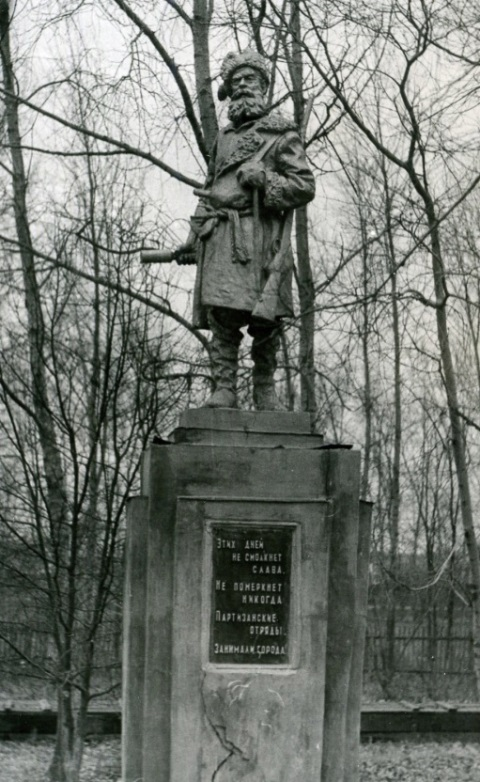 Этих дней
не смолкнет
слава.
Не померкнет
никогда
Партизанские
отряды.
Занимали города